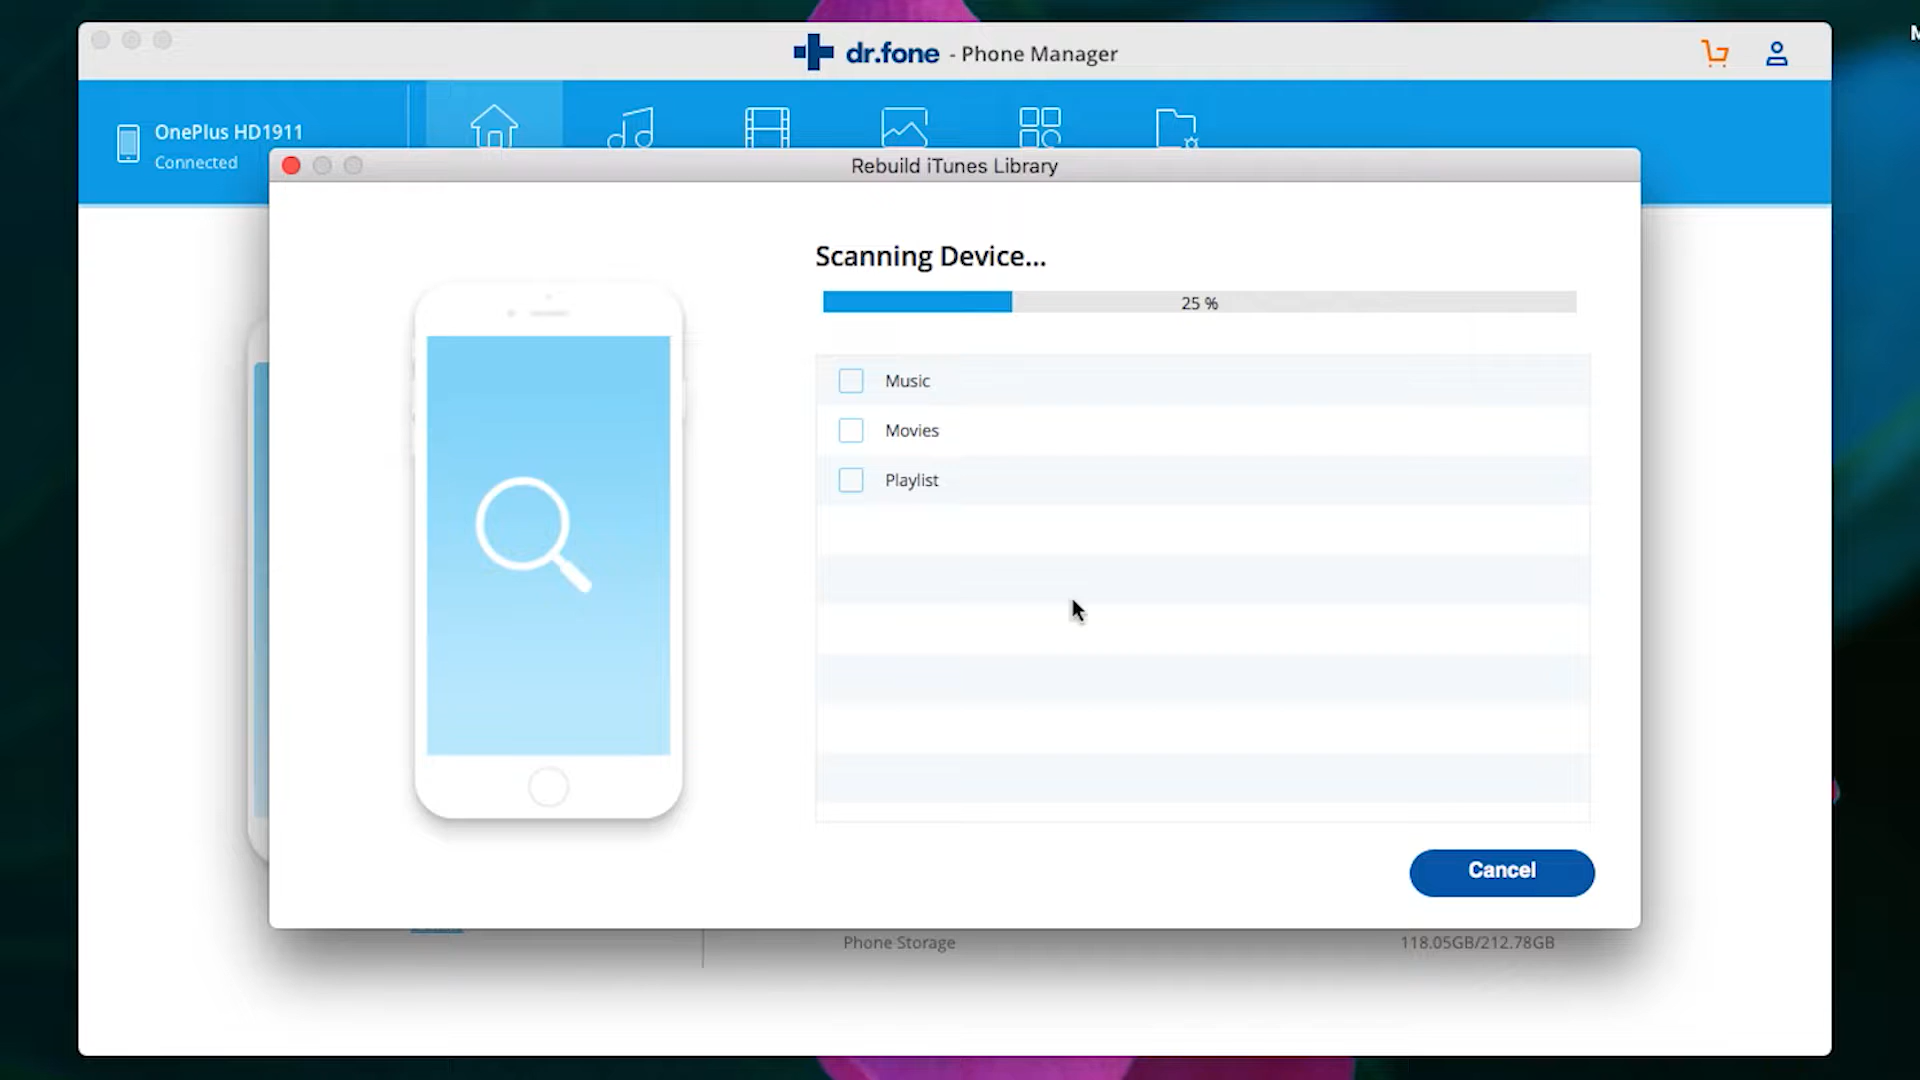 dr.fone - Phone Manager
M
OnePlus HD1911
Connected
Rebuild iTunes Library
Scanning Device...
25 %
Music
Movies
Playlist
Cancel
Phone Storage 118.05GB/212.78GB